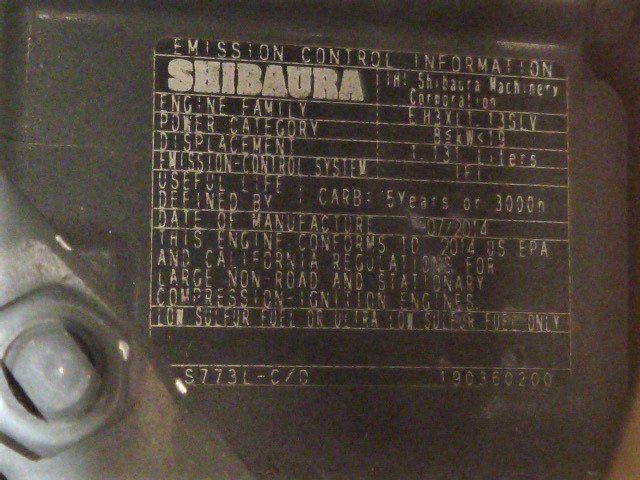 EMISSION CONTROL INFORMATION
SHIBAURA
IHI Shibaura Machinery
Corporation
ENGINE FAMILY
POWER CATEGORY 8≤kW<19
DISPLACEMENT Liters
EMISSION-CONTROL SYSTEM
USEFUL LIFE
DEFINED BY CARB: 5Years or 3000h
DATE OF MANUFACTURE 07/2014
THIS ENGINE CONFORMS TO 2014 US EPA
AND CALIFORNIA REGULATIONS FOR
LARGE NON-ROAD AND STATIONARY
COMPRESSION-IGNITION ENGINES.
LOW SULFUR FUEL OR ULTRA LOW SULFUR FUEL ONLY
S773L-C/D 190360200